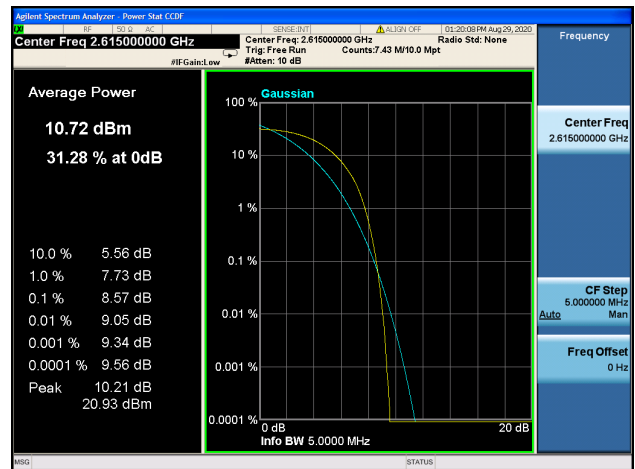 Agilent Spectrum Analyzer - Power Stat CCDF
RF 50 Ω AC SENSE:INT ALIGN OFF 01:20:08 PM Aug 29, 2020
Center Freq 2.615000000 GHz
Center Freq: 2.615000000 GHz Radio Std: None
Trig: Free Run Counts:7.43 M/10.0 Mpt
#IFGain:Low #Atten: 10 dB
Frequency
Average Power
10.72 dBm
31.28 % at 0dB
10.0 % 5.56 dB
1.0 % 7.73 dB
0.1 % 8.57 dB
0.01 % 9.05 dB
0.001 % 9.34 dB
0.0001 % 9.56 dB
Peak 10.21 dB
20.93 dBm
Gaussian
100 %
10 %
1 %
0.1 %
0.01 %
0.001 %
0.0001 %
0 dB 20 dB
Info BW 5.0000 MHz
Center Freq
2.615000000 GHz
CF Step
5.000000 MHz
Auto Man
Freq Offset
0 Hz
MSG STATUS